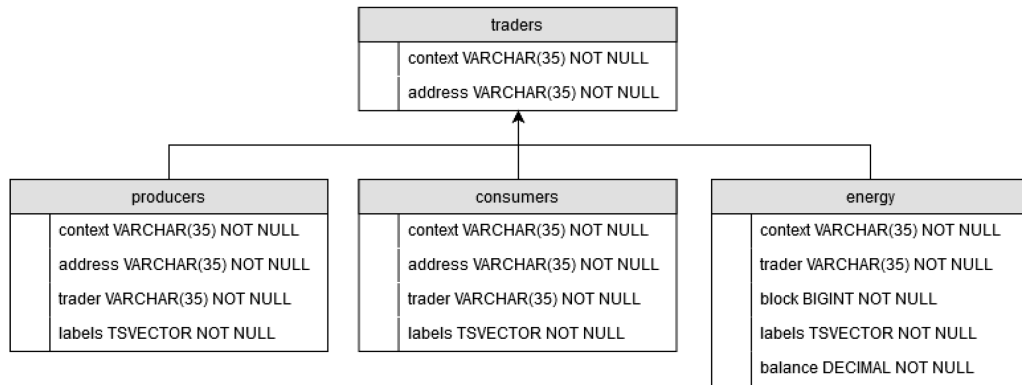 traders
context VARCHAR(35) NOT NULL
address VARCHAR(35) NOT NULL
producers
context VARCHAR(35) NOT NULL
address VARCHAR(35) NOT NULL
trader VARCHAR(35) NOT NULL
labels TSVECTOR NOT NULL
consumers
context VARCHAR(35) NOT NULL
address VARCHAR(35) NOT NULL
trader VARCHAR(35) NOT NULL
labels TSVECTOR NOT NULL
energy
context VARCHAR(35) NOT NULL
trader VARCHAR(35) NOT NULL
block BIGINT NOT NULL
labels TSVECTOR NOT NULL
balance DECIMAL NOT NULL